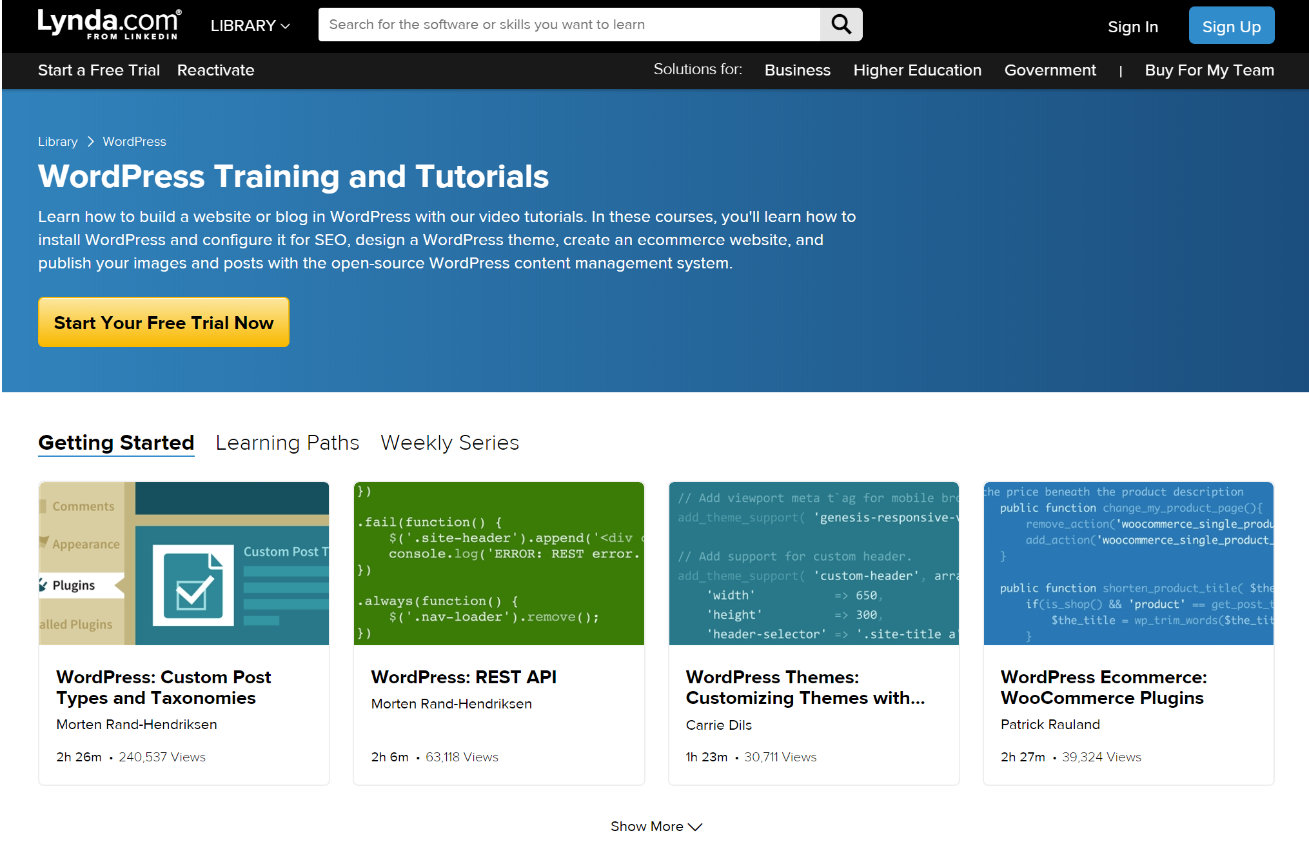 Lynda.com®
FROM LINKEDIN
LIBRARY
Search for the software or skills you want to learn
Sign In
Sign Up
Start a Free Trial
Reactivate
Solutions for:
Business
Higher Education
Government
|
Buy For My Team
Library
WordPress
WordPress Training and Tutorials
Learn how to build a website or blog in WordPress with our video tutorials. In these courses, you'll learn how to
install WordPress and configure it for SEO, design a WordPress theme, create an ecommerce website, and
publish your images and posts with the open-source WordPress content management system.
Start Your Free Trial Now
Getting Started
Learning Paths
Weekly Series
Comments
Appearance
Plugins
alled Plugins
Custom Post T
WordPress: Custom Post
Types and Taxonomies
Morten Rand-Hendriksen
2h 26m • 240,537 Views
})
.fail(function() {
$('.site-header').append('<div c
console.log('ERROR: REST error.
})
.always(function() {
$('.nav-loader').remove();
})
WordPress: REST API
Morten Rand-Hendriksen
2h 6m • 63,118 Views
// Add viewport meta t`ag for mobile bro
add_theme_support( 'genesis-responsive-v
// Add support for custom header.
add_theme_support( 'custom-header', arra
'width' => 650,
'height' => 300,
'header-selector' => '.site-title a'
WordPress Themes:
Customizing Themes with...
Carrie Dils
1h 23m • 30,711 Views
the price beneath the product description
public function change_my_product_page(){
remove_action('woocommerce_single_produ
add_action('woocommerce_single_product_
}
public function shorten_product_title( $the
if(is_shop() && 'product' == get_post_t
$the_title = wp_trim_words($the_tit
}
WordPress Ecommerce:
WooCommerce Plugins
Patrick Rauland
2h 27m • 39,324 Views
Show More